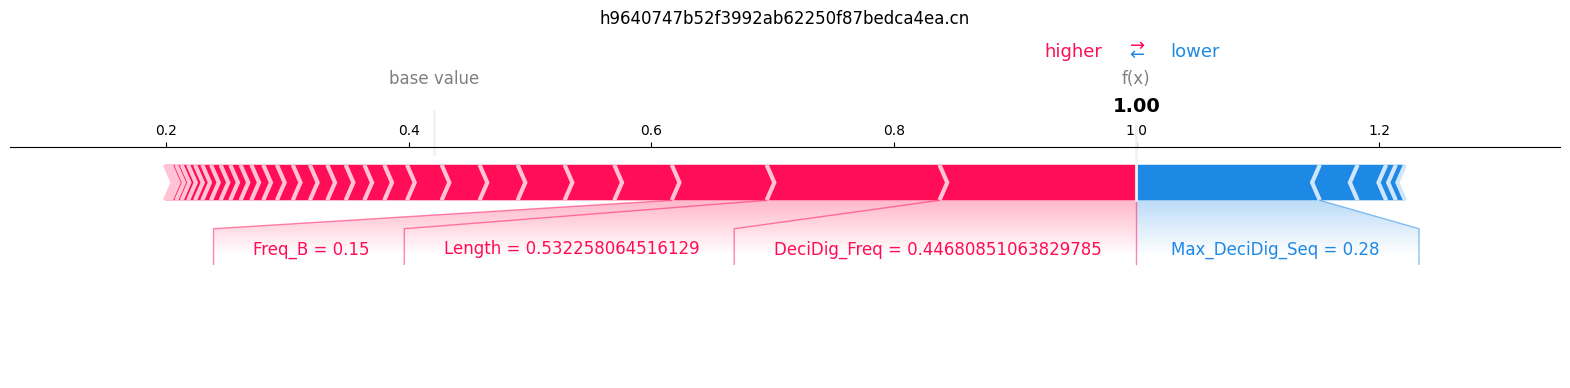 h9640747b52f3992ab62250f87bedca4ea.cn
higher ⇄ lower
base value f(x)
1.00
0.2 0.4 0.6 0.8 1.0 1.2
Freq_B = 0.15 Length = 0.532258064516129 DeciDig_Freq = 0.44680851063829785 Max_DeciDig_Seq = 0.28